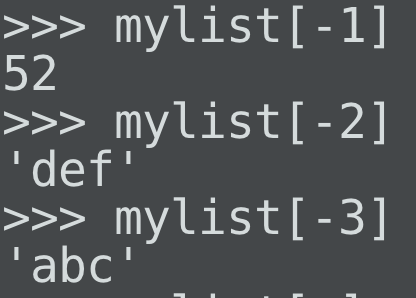 >>> mylist[-1]
52
>>> mylist[-2]
'def'
>>> mylist[-3]
'abc'